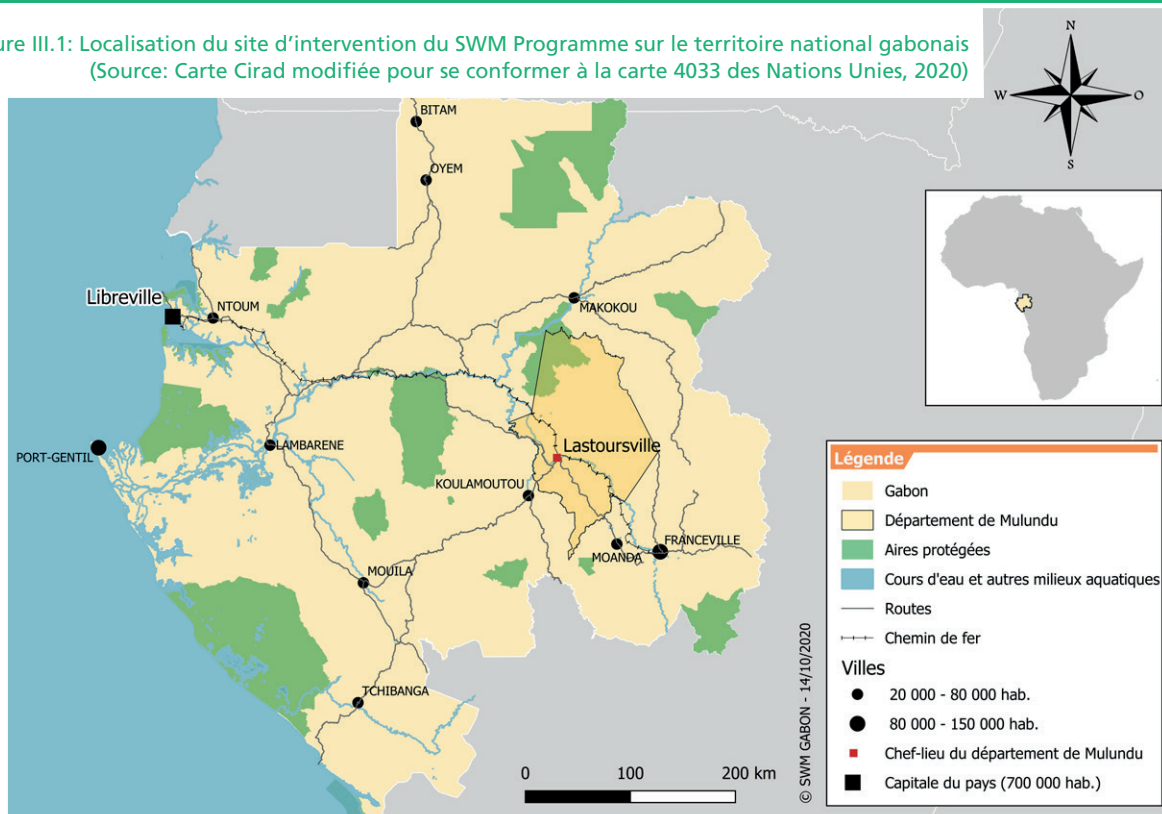 ure III.1: Localisation du site d'intervention du SWM Programme sur le territoire national gabonais
(Source: Carte Cirad modifiée pour se conformer à la carte 4033 des Nations Unies, 2020)
N
W
O
S
BITAM
OYEM
Libreville
NTOUM
MAKOKOU
LAMBARENE
PORT-GENTIL
Lastoursville
KOULAMOUTOU
FRANCEVILLE
MOANDA
MOUILA
TCHIBANGA
0 100 200 km
© SWM GABON - 14/10/2020
Légende
Gabon
Département de Mulundu
Aires protégées
Cours d'eau et autres milieux aquatiques
Routes
Chemin de fer
Villes
20 000 - 80 000 hab.
80 000 - 150 000 hab.
Chef-lieu du département de Mulundu
Capitale du pays (700 000 hab.)